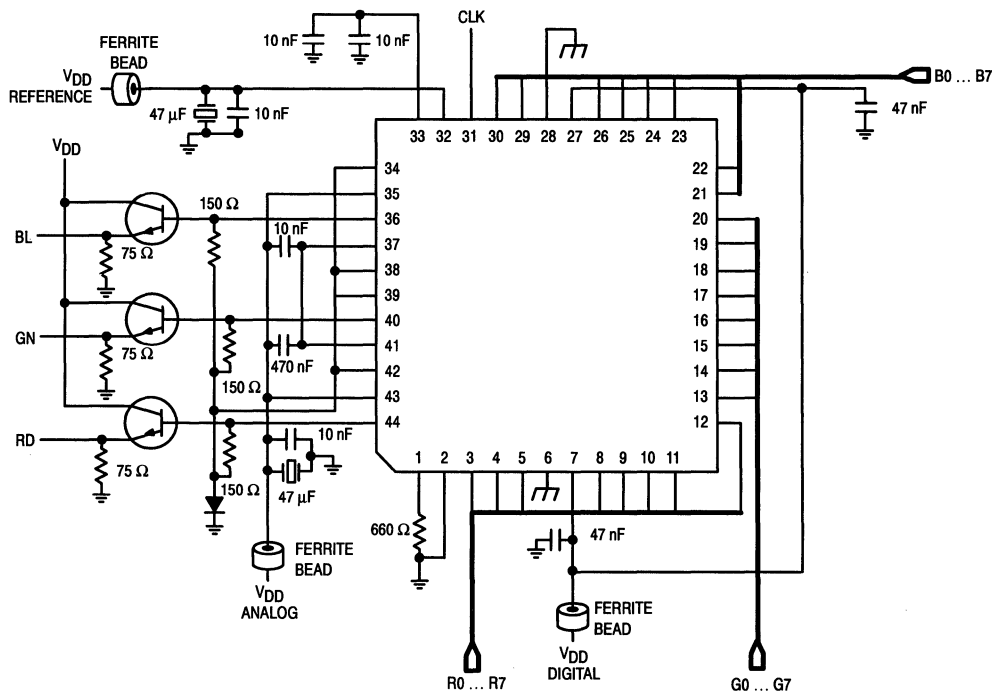 CLK
10 nF
10 nF
FERRITE
BEAD
V_DD
REFERENCE
47 µF
10 nF
B0 ... B7
47 nF
33
32
31
30
29
28
27
26
25
24
23
V_DD
34
35
36
37
38
39
40
41
42
43
44
22
21
20
19
18
17
16
15
14
13
12
150 Ω
BL
75 Ω
10 nF
GN
75 Ω
470 nF
150 Ω
RD
75 Ω
10 nF
150 Ω
47 µF
1
2
3
4
5
6
7
8
9
10
11
660 Ω
47 nF
FERRITE
BEAD
V_DD
ANALOG
FERRITE
BEAD
V_DD
DIGITAL
R0 ... R7
G0 ... G7